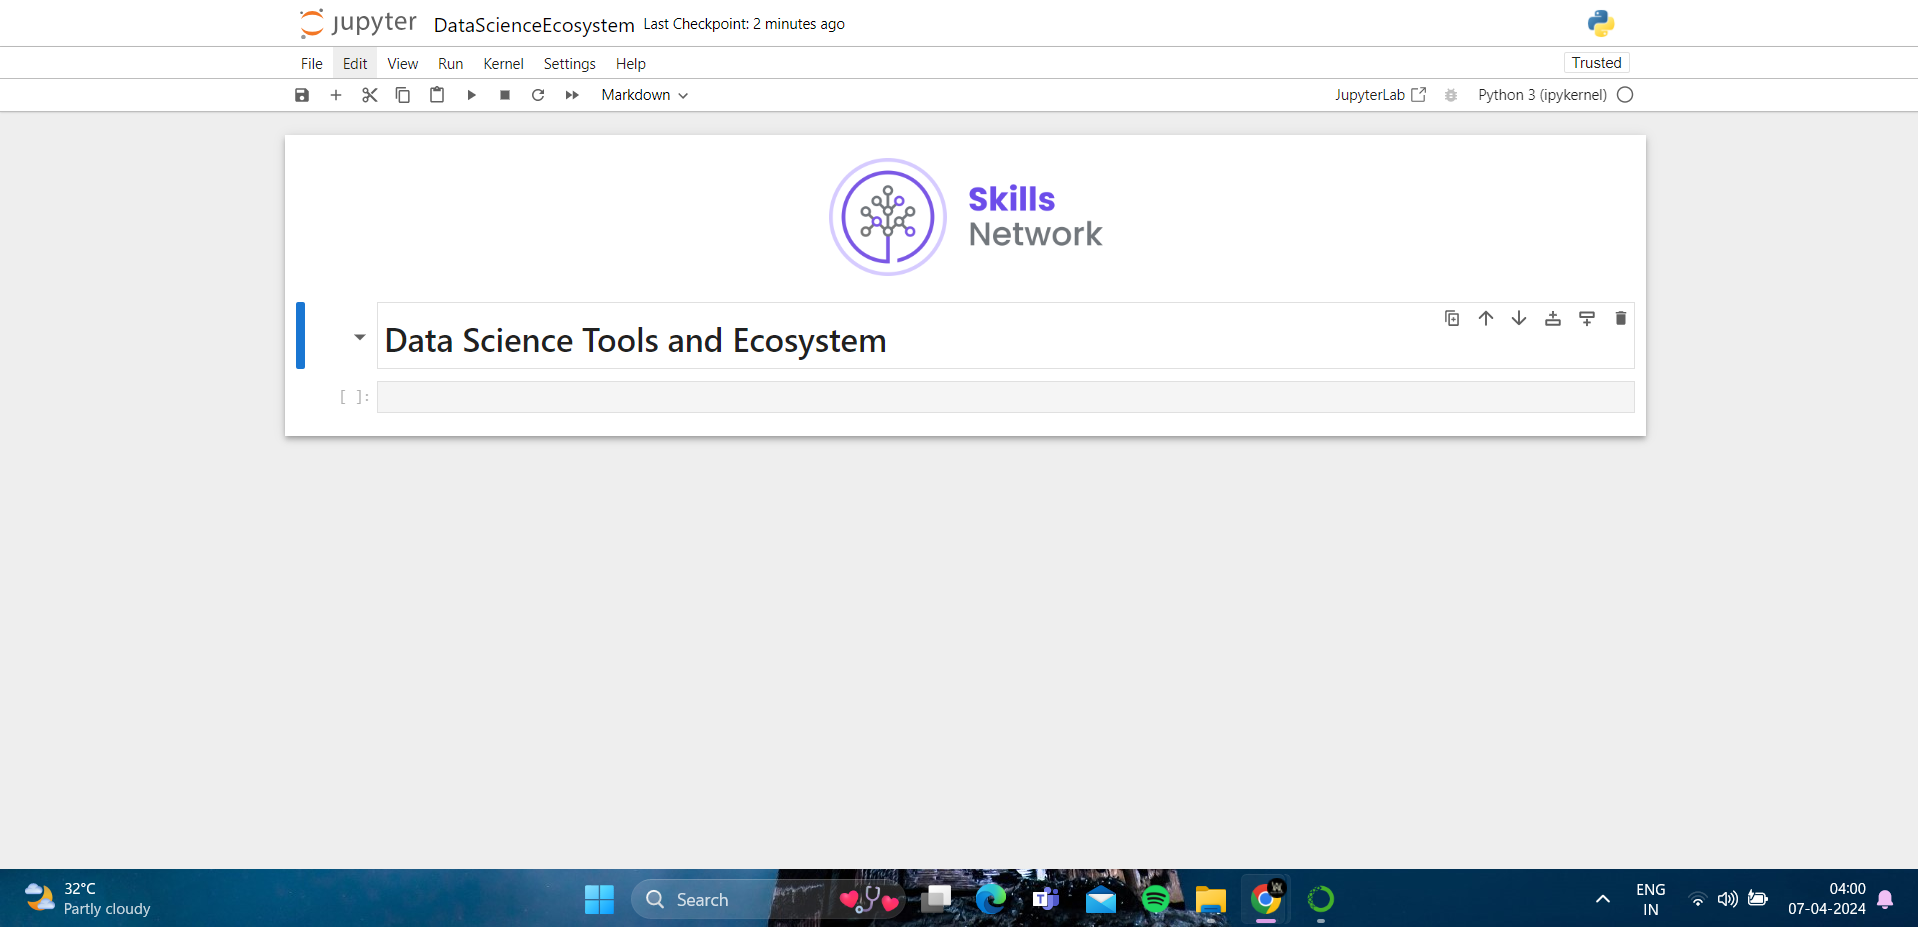 jupyter DataScienceEcosystem Last Checkpoint: 2 minutes ago
File Edit View Run Kernel Settings Help Trusted
Markdown JupyterLab Python 3 (ipykernel)
Skills
Network
Data Science Tools and Ecosystem
[ ]:
32°C
Partly cloudy
Search
ENG
IN
04:00
07-04-2024